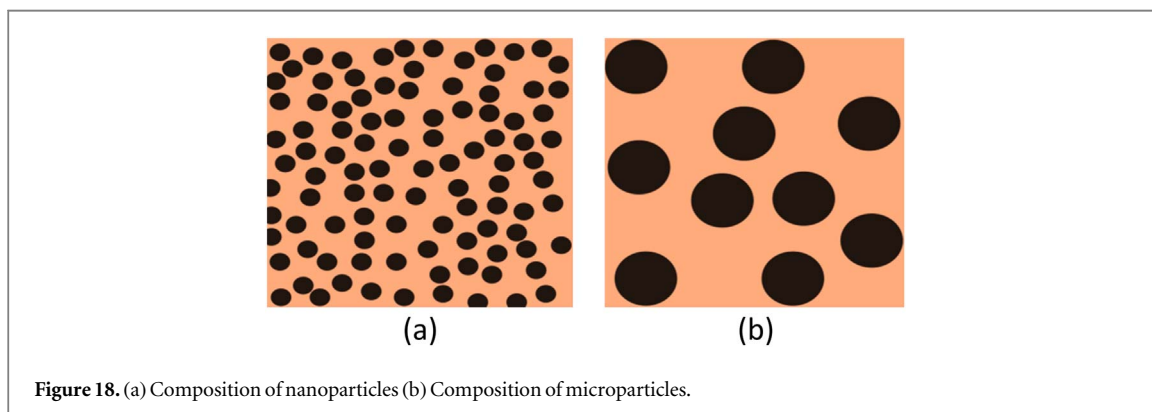 (a)
(b)
Figure 18. (a) Composition of nanoparticles (b) Composition of microparticles.